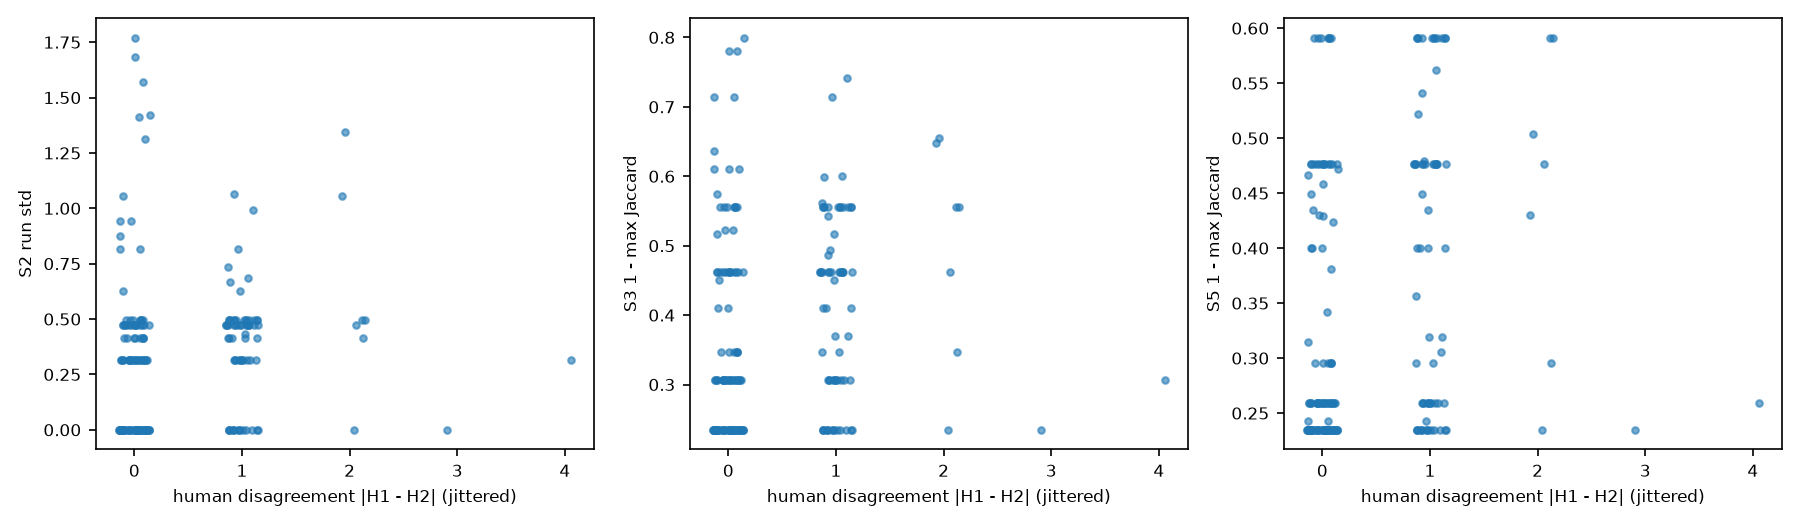 S2 run std
1.75
1.50
1.25
1.00
0.75
0.50
0.25
0.00
0 1 2 3 4
human disagreement |H1 - H2| (jittered)
S3 1 - max Jaccard
0.8
0.7
0.6
0.5
0.4
0.3
0 1 2 3 4
human disagreement |H1 - H2| (jittered)
S5 1 - max Jaccard
0.60
0.55
0.50
0.45
0.40
0.35
0.30
0.25
0 1 2 3 4
human disagreement |H1 - H2| (jittered)